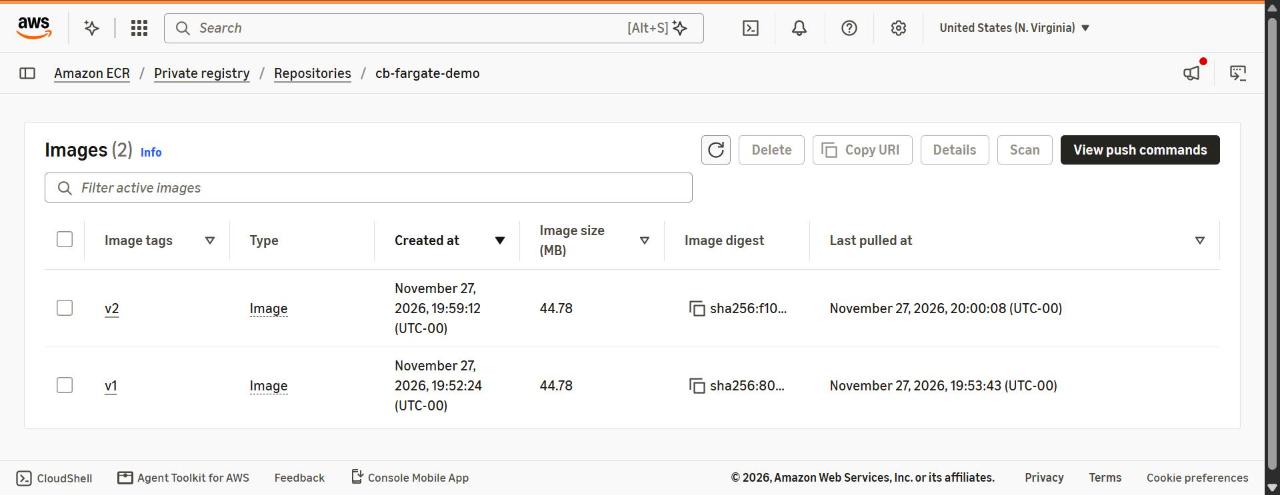 aws
Search [Alt+S] United States (N. Virginia)
Amazon ECR / Private registry / Repositories / cb-fargate-demo
Images (2) Info Delete Copy URI Details Scan View push commands
Filter active images
Image tags Type Created at Image size (MB) Image digest Last pulled at
v2 Image November 27, 2026, 19:59:12 (UTC-00) 44.78 sha256:f10... November 27, 2026, 20:00:08 (UTC-00)
v1 Image November 27, 2026, 19:52:24 (UTC-00) 44.78 sha256:80... November 27, 2026, 19:53:43 (UTC-00)
CloudShell Agent Toolkit for AWS Feedback Console Mobile App © 2026, Amazon Web Services, Inc. or its affiliates. Privacy Terms Cookie preferences